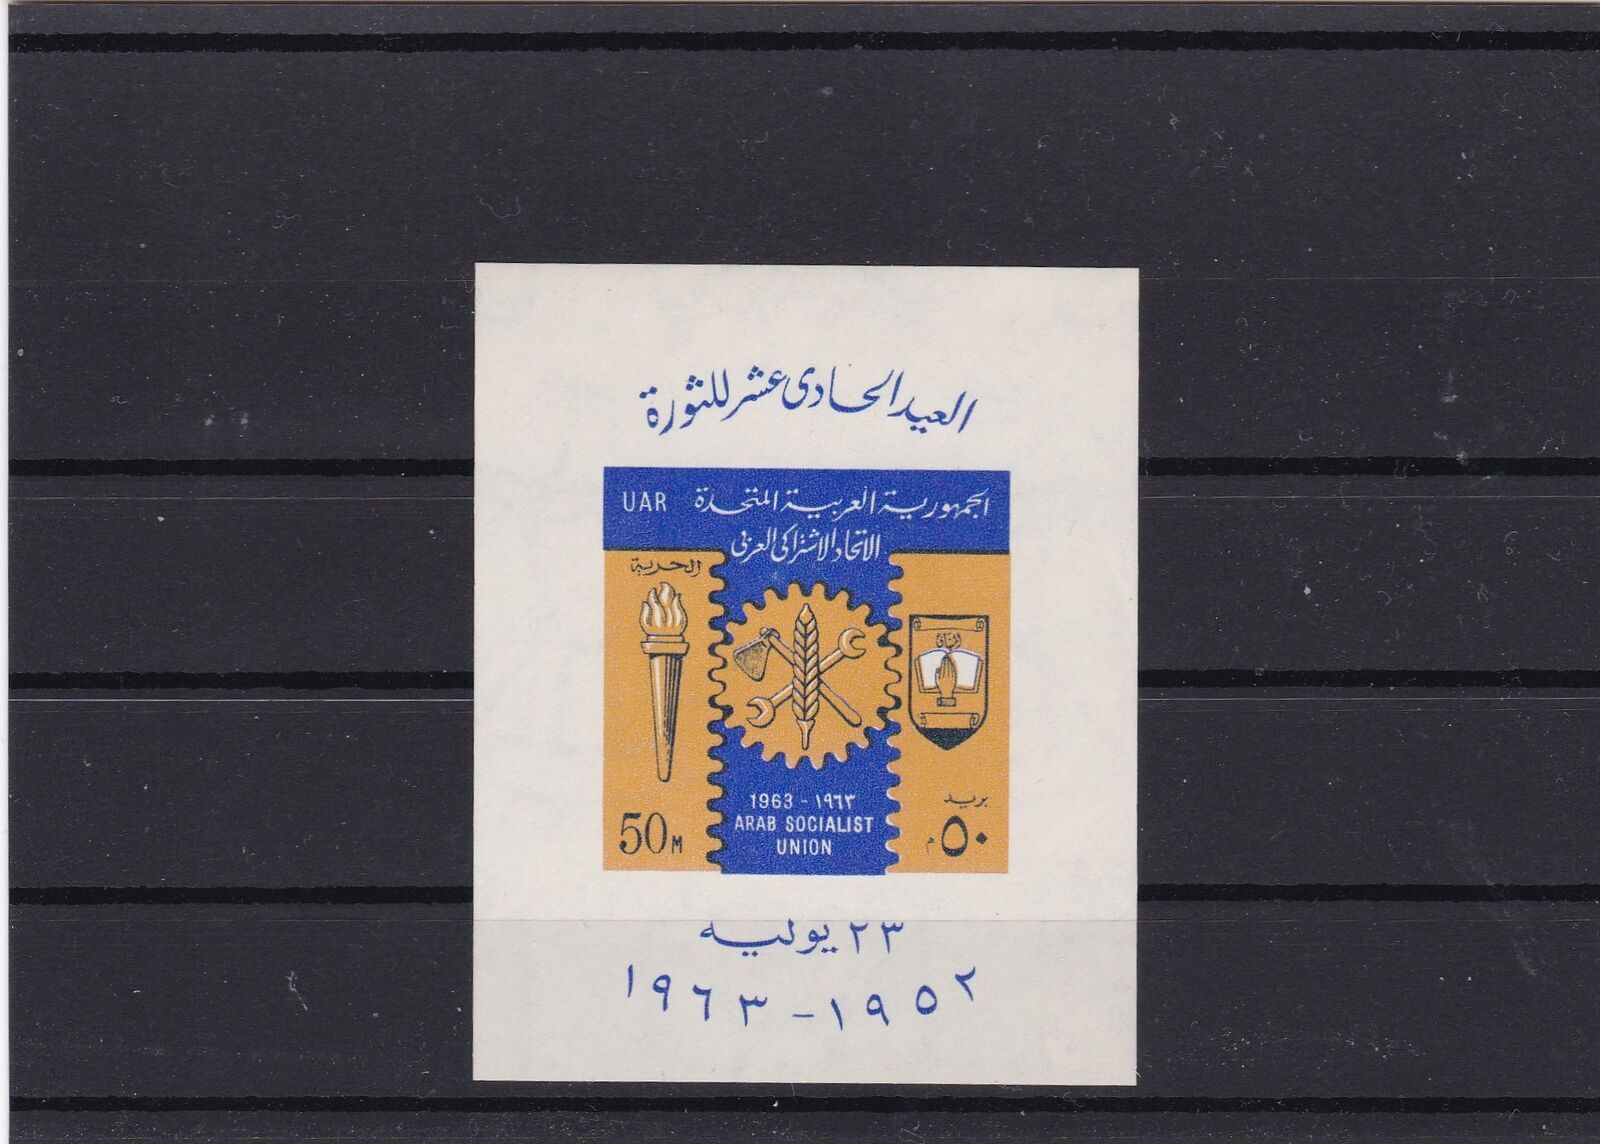 العيد الحادى عشر للثورة
UAR الجمهورية العربية المتحدة
الاتحاد الاشتراكى العربى
الحرية
1963 - ١٩٦٣
ARAB SOCIALIST
UNION
50 M
بريد
٥٠ م
٢٣ يوليه
١٩٥٢ - ١٩٦٣